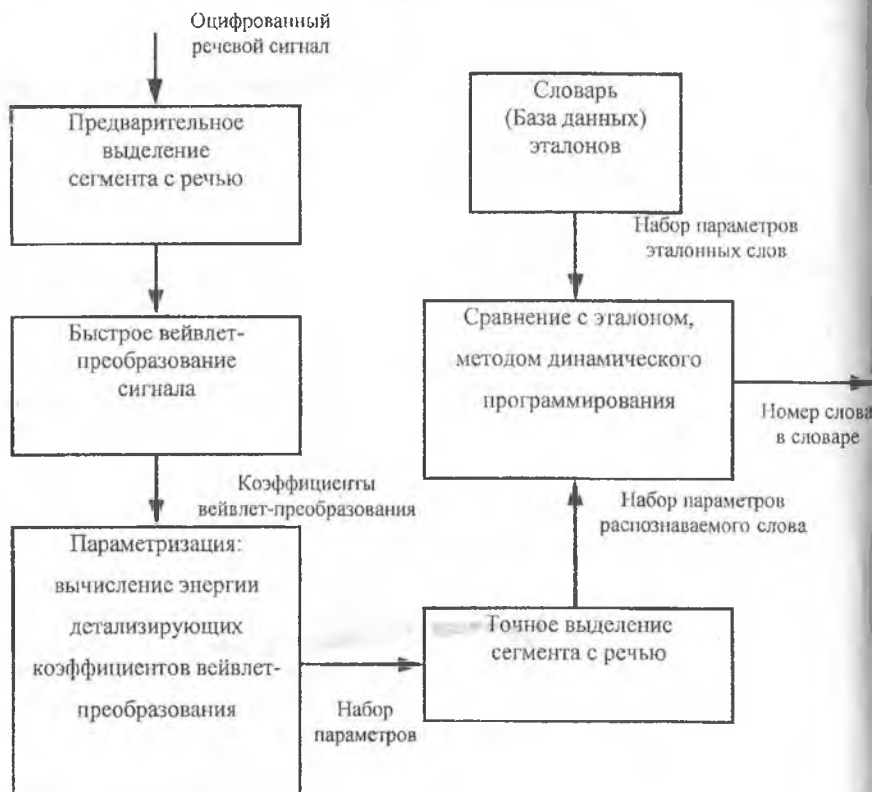 Оцифрованный
речевой сигнал
Предварительное
выделение
сегмента с речью
Быстрое вейвлет-
преобразование
сигнала
Коэффициенты
вейвлет-преобразования
Параметризация:
вычисление энергии
детализирующих
коэффициентов вейвлет-
преобразования
Набор
параметров
Точное выделение
сегмента с речью
Набор параметров
распознаваемого слова
Словарь
(База данных)
эталонов
Набор параметров
эталонных слов
Сравнение с эталоном,
методом динамического
программирования
Номер слова
в словаре